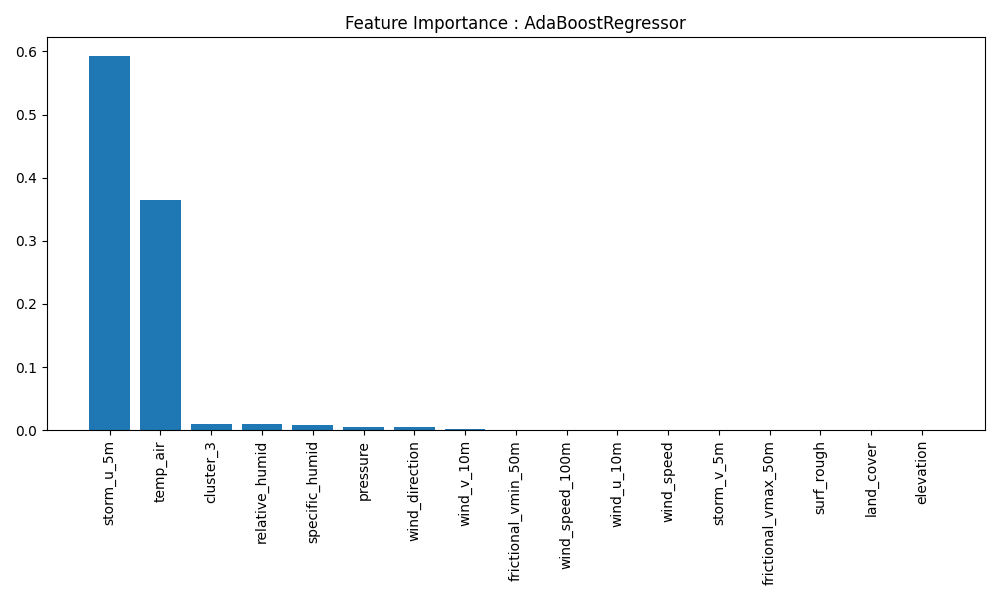 Feature Importance : AdaBoostRegressor
0.6
0.5
0.4
0.3
0.2
0.1
0.0
storm_u_5m
temp_air
cluster_3
relative_humid
specific_humid
pressure
wind_direction
wind_v_10m
frictional_vmin_50m
wind_speed_100m
wind_u_10m
wind_speed
storm_v_5m
frictional_vmax_50m
surf_rough
land_cover
elevation